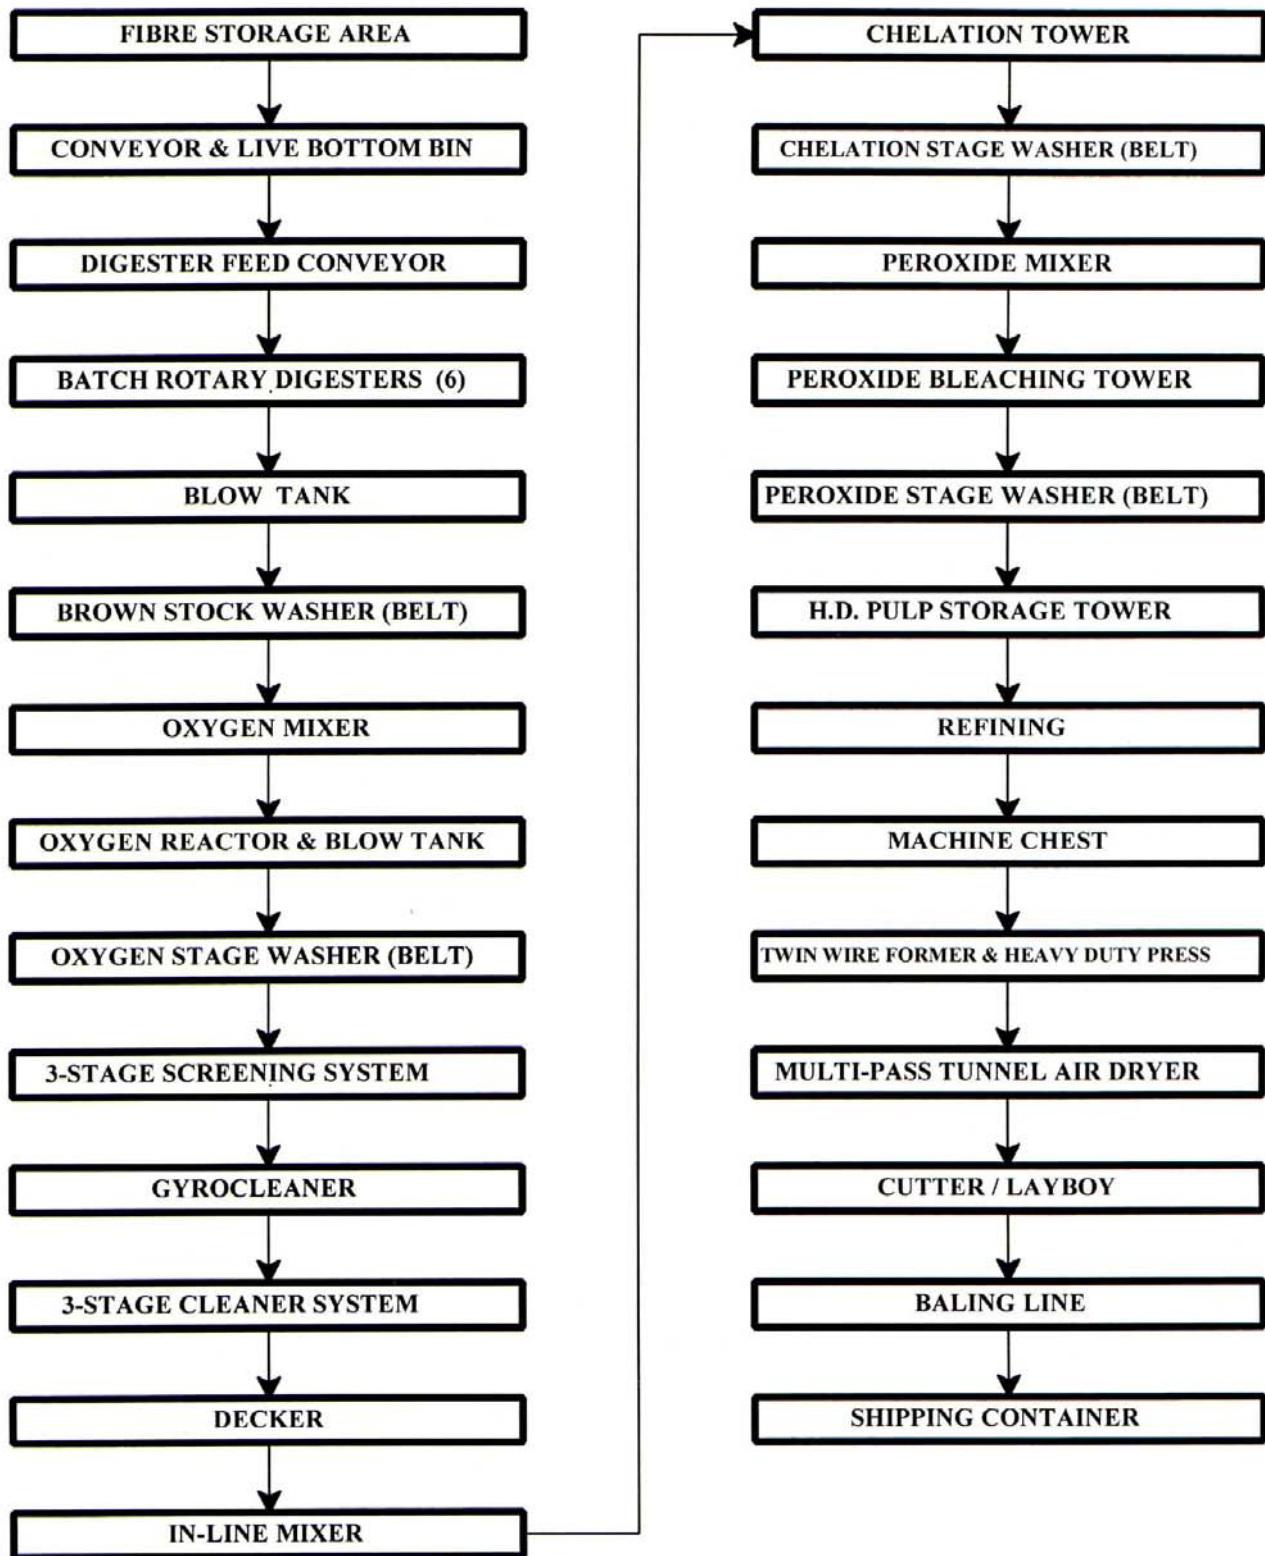 FIBRE STORAGE AREA
CONVEYOR & LIVE BOTTOM BIN
DIGESTER FEED CONVEYOR
BATCH ROTARY DIGESTERS (6)
BLOW TANK
BROWN STOCK WASHER (BELT)
OXYGEN MIXER
OXYGEN REACTOR & BLOW TANK
OXYGEN STAGE WASHER (BELT)
3-STAGE SCREENING SYSTEM
GYROCLEANER
3-STAGE CLEANER SYSTEM
DECKER
IN-LINE MIXER
CHELATION TOWER
CHELATION STAGE WASHER (BELT)
PEROXIDE MIXER
PEROXIDE BLEACHING TOWER
PEROXIDE STAGE WASHER (BELT)
H.D. PULP STORAGE TOWER
REFINING
MACHINE CHEST
TWIN WIRE FORMER & HEAVY DUTY PRESS
MULTI-PASS TUNNEL AIR DRYER
CUTTER / LAYBOY
BALING LINE
SHIPPING CONTAINER